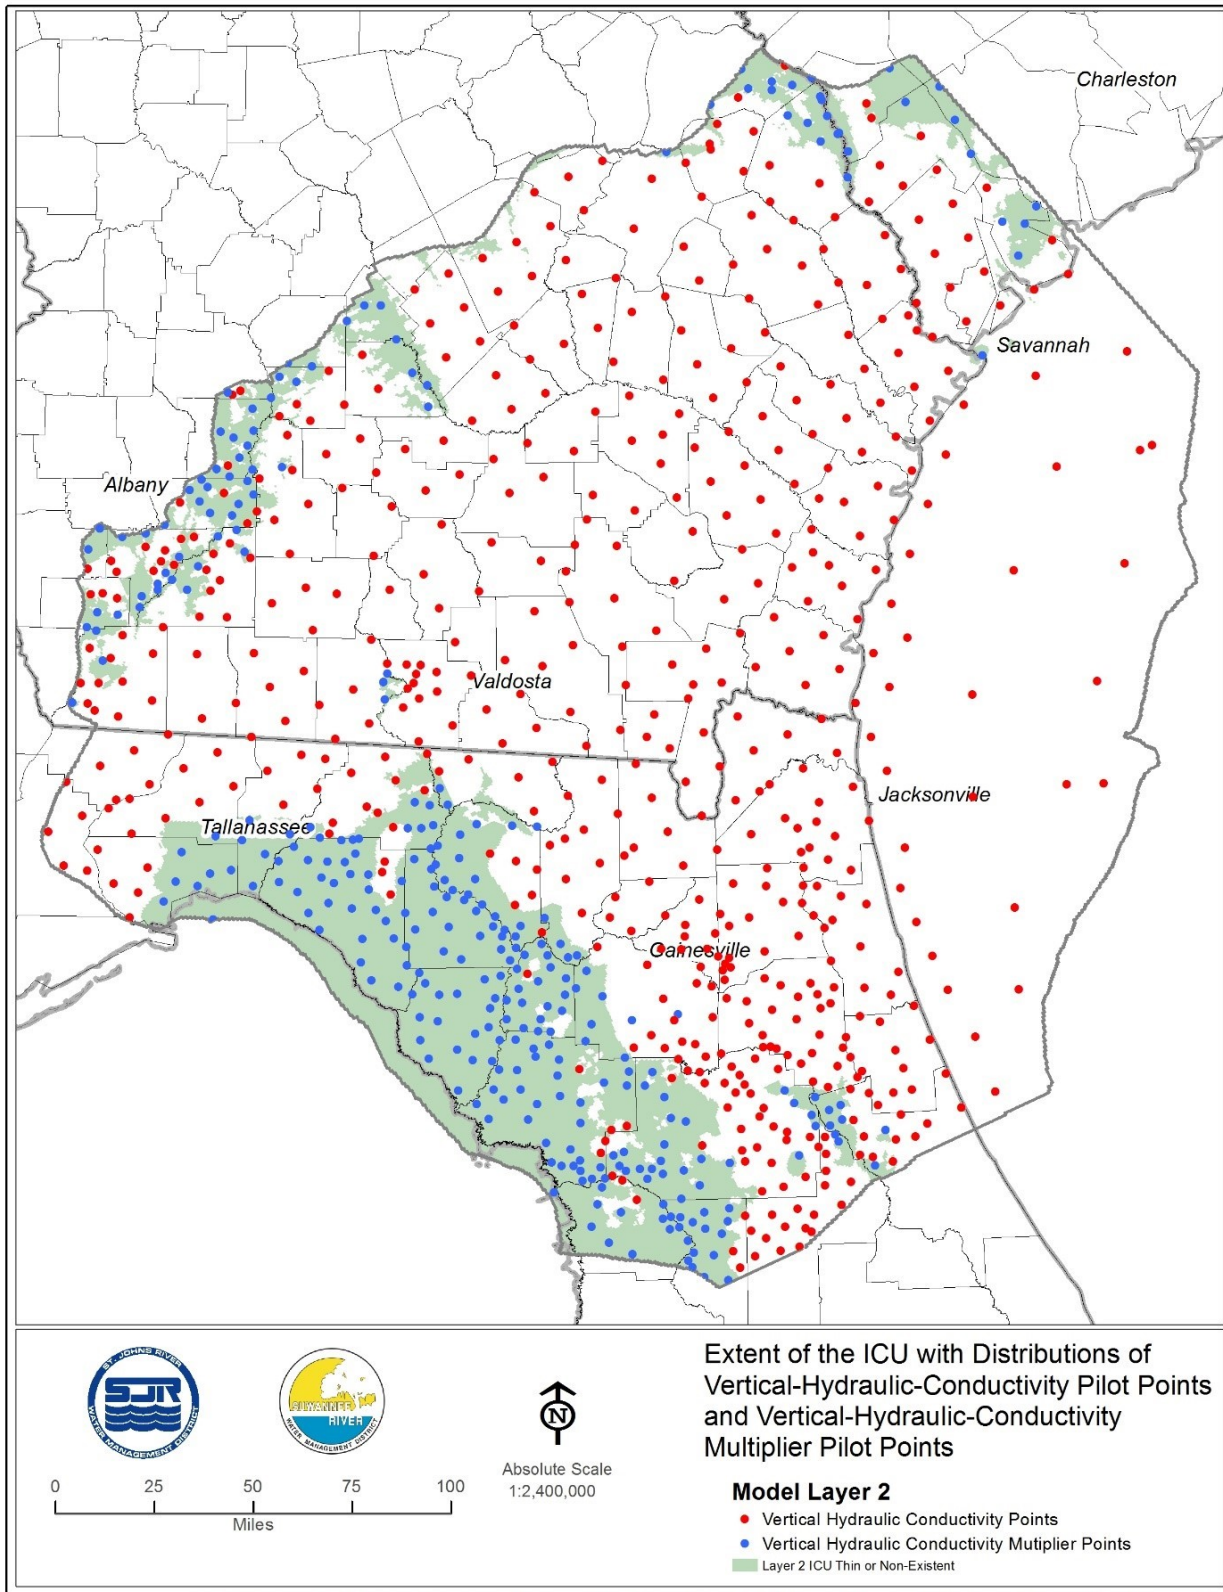 Charleston
Savannah
Albany
Valdosta
Jacksonville
Tallahassee
Gainesville
ST. JOHNS RIVER
SJR
WATER MANAGEMENT DISTRICT
SUWANNEE
RIVER
WATER MANAGEMENT DISTRICT
N
Absolute Scale
1:2,400,000
0 25 50 75 100
Miles
Extent of the ICU with Distributions of
Vertical-Hydraulic-Conductivity Pilot Points
and Vertical-Hydraulic-Conductivity
Multiplier Pilot Points
Model Layer 2
Vertical Hydraulic Conductivity Points
Vertical Hydraulic Conductivity Mutiplier Points
Layer 2 ICU Thin or Non-Existent